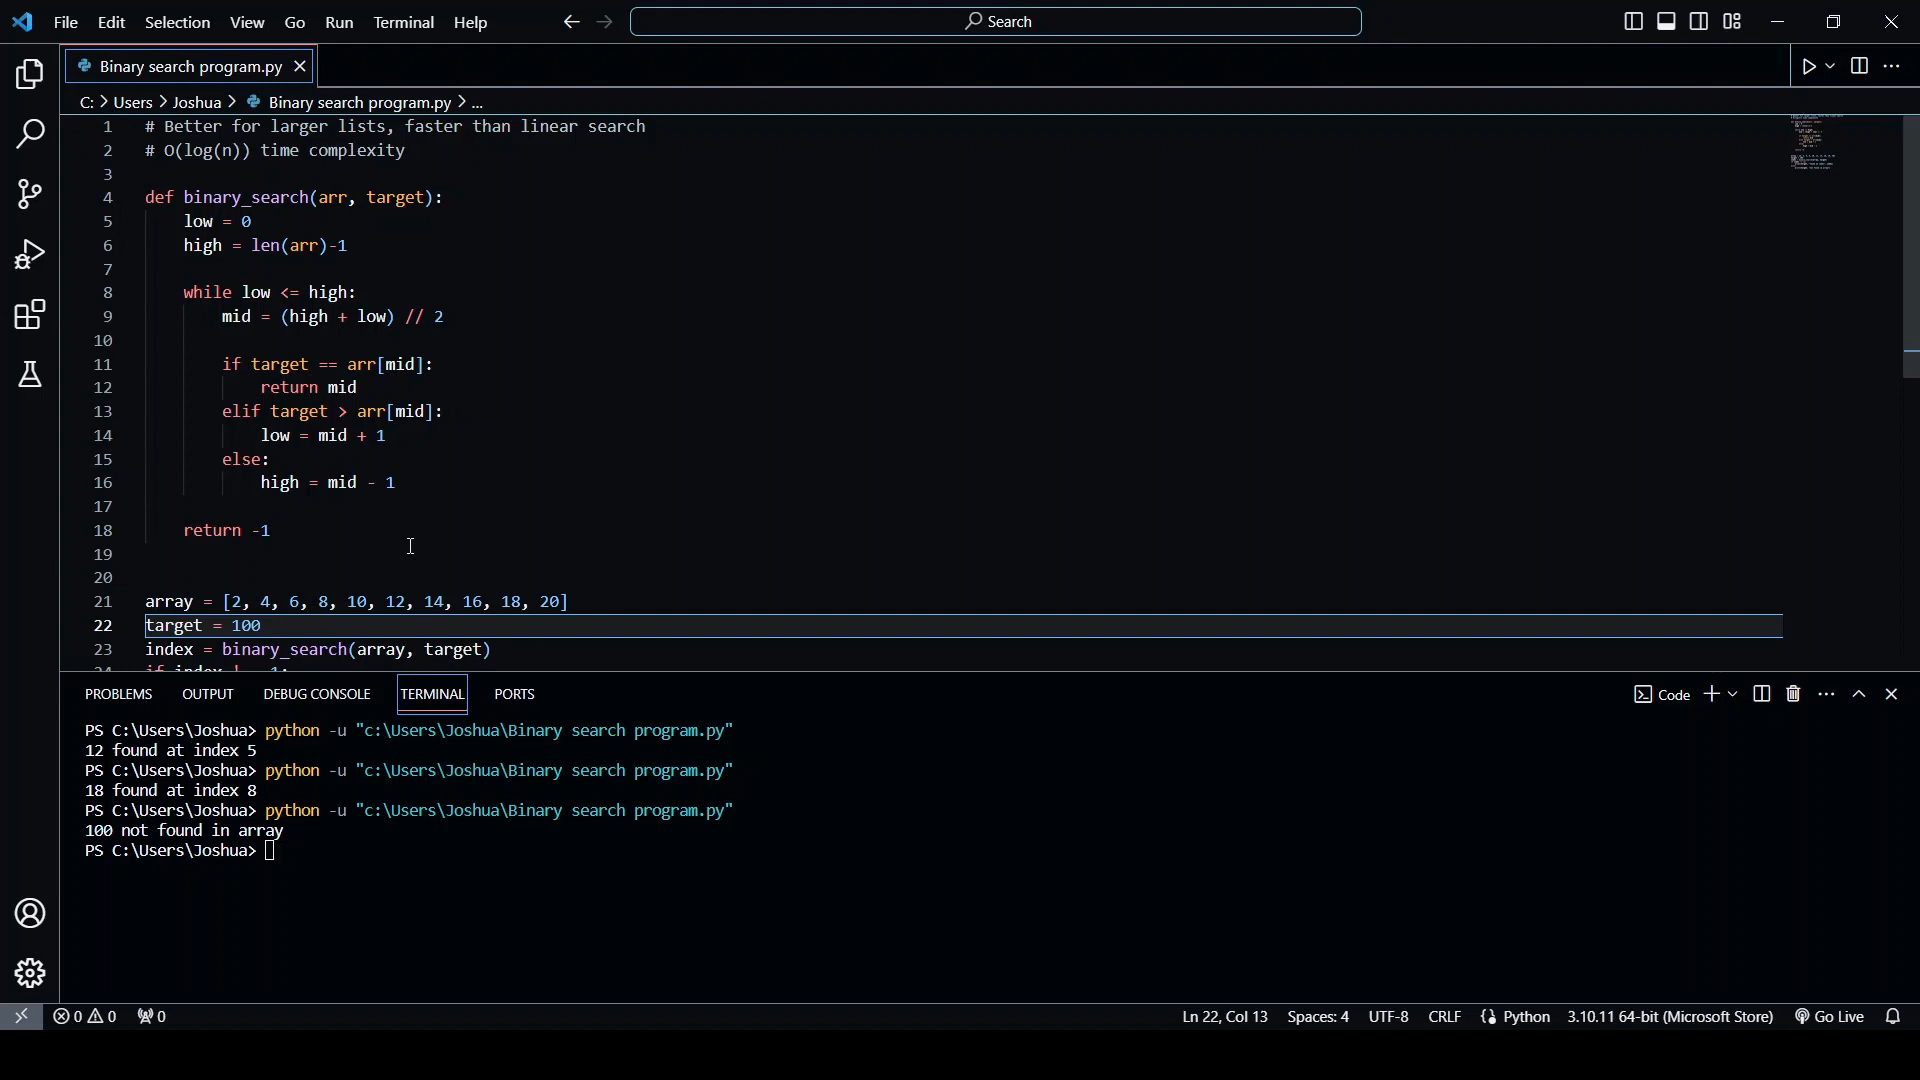 File Edit Selection View Go Run Terminal Help
Search
Binary search program.py
C: > Users > Joshua > Binary search program.py > ...
1 # Better for larger lists, faster than linear search
2 # O(log(n)) time complexity
3
4 def binary_search(arr, target):
5 low = 0
6 high = len(arr)-1
7
8 while low <= high:
9 mid = (high + low) // 2
10
11 if target == arr[mid]:
12 return mid
13 elif target > arr[mid]:
14 low = mid + 1
15 else:
16 high = mid - 1
17
18 return -1
19
20
21 array = [2, 4, 6, 8, 10, 12, 14, 16, 18, 20]
22 target = 100
23 index = binary_search(array, target)
PROBLEMS OUTPUT DEBUG CONSOLE TERMINAL PORTS
Code
PS C:\Users\Joshua> python -u "c:\Users\Joshua\Binary search program.py"
12 found at index 5
PS C:\Users\Joshua> python -u "c:\Users\Joshua\Binary search program.py"
18 found at index 8
PS C:\Users\Joshua> python -u "c:\Users\Joshua\Binary search program.py"
100 not found in array
PS C:\Users\Joshua>
0 0 0 Ln 22, Col 13 Spaces: 4 UTF-8 CRLF Python 3.10.11 64-bit (Microsoft Store) Go Live